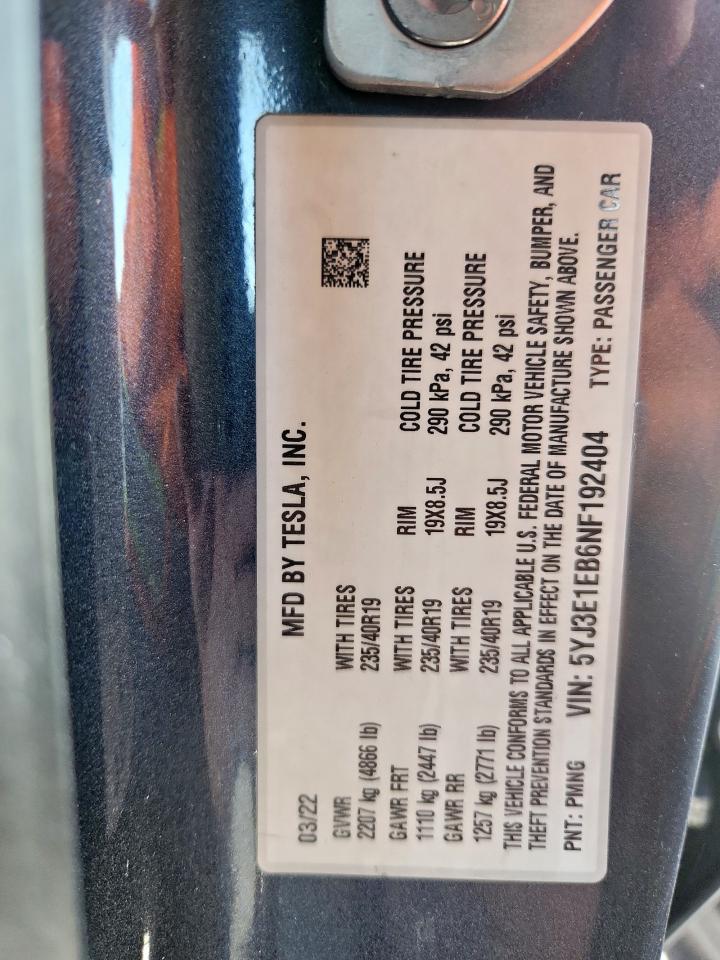 MFD BY TESLA, INC.
03/22
GVWR WITH TIRES
2207 kg (4866 lb) 235/40R19
GAWR FRT WITH TIRES RIM COLD TIRE PRESSURE
1110 kg (2447 lb) 235/40R19 19X8.5J 290 kPa, 42 psi
GAWR RR WITH TIRES RIM COLD TIRE PRESSURE
1257 kg (2771 lb) 235/40R19 19X8.5J 290 kPa, 42 psi
THIS VEHICLE CONFORMS TO ALL APPLICABLE U.S. FEDERAL MOTOR VEHICLE SAFETY, BUMPER, AND
THEFT PREVENTION STANDARDS IN EFFECT ON THE DATE OF MANUFACTURE SHOWN ABOVE.
PNT: PMNG VIN: 5YJ3E1EB6NF192404 TYPE: PASSENGER CAR